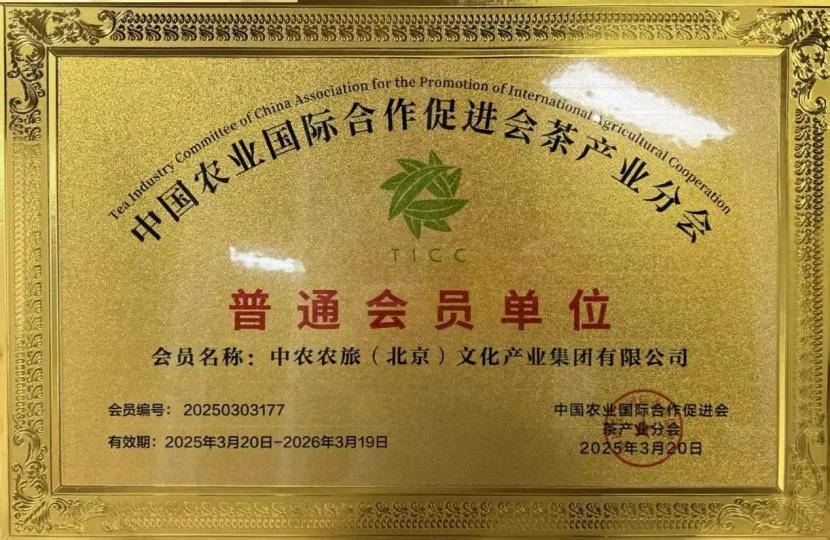 Tea Industry Committee of China Association for the Promotion of International Agricultural Cooperation
中国农业国际合作促进会茶产业分会
TICC
普通会员单位
会员名称：中农农旅（北京）文化产业集团有限公司
会员编号：20250303177
有效期：2025年3月20日-2026年3月19日
中国农业国际合作促进会
茶产业分会
2025年3月20日